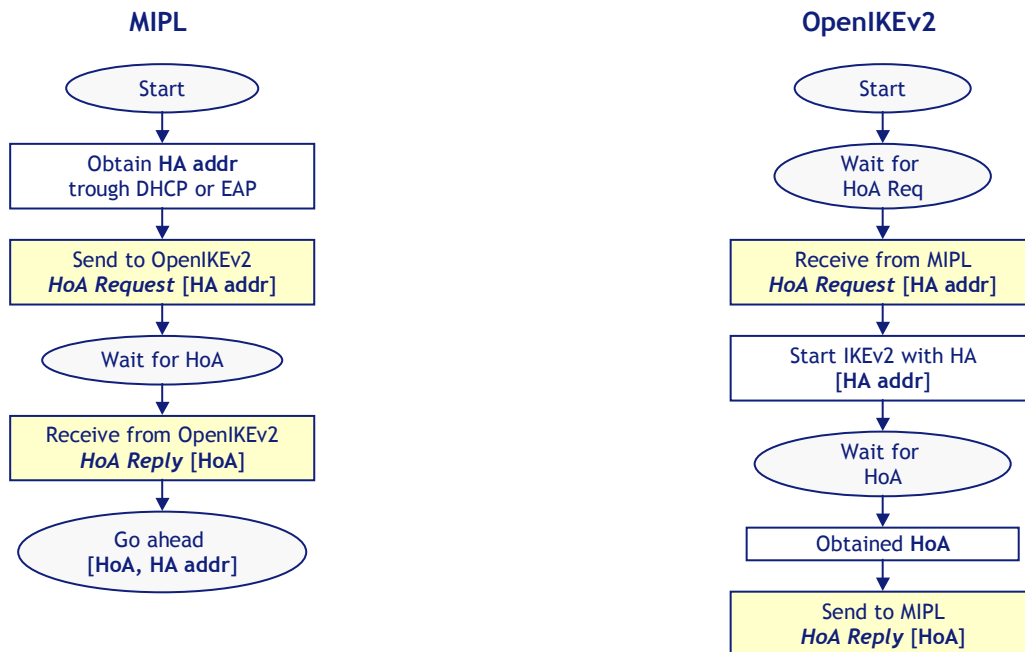 MIPL
Start
Obtain HA addr
trough DHCP or EAP
Send to OpenIKEv2
HoA Request [HA addr]
Wait for HoA
Receive from OpenIKEv2
HoA Reply [HoA]
Go ahead
[HoA, HA addr]
OpenIKEv2
Start
Wait for
HoA Req
Receive from MIPL
HoA Request [HA addr]
Start IKEv2 with HA
[HA addr]
Wait for
HoA
Obtained HoA
Send to MIPL
HoA Reply [HoA]